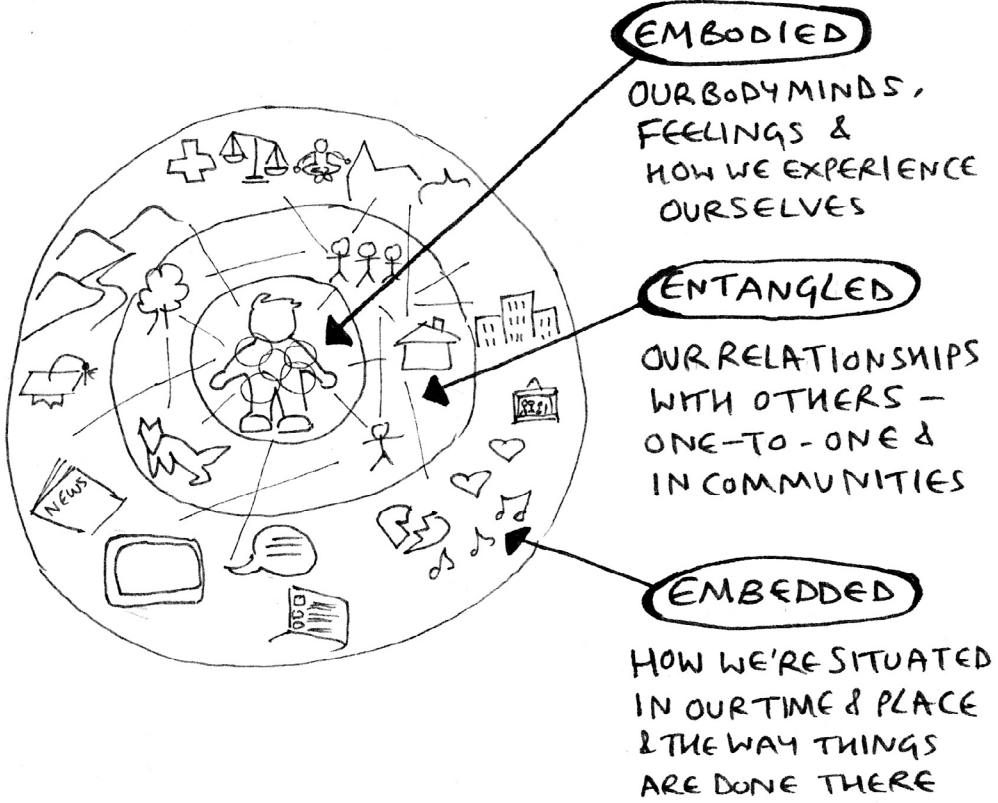 EMBODIED
OUR BODYMINDS,
FEELINGS &
HOW WE EXPERIENCE
OURSELVES
ENTANGLED
OUR RELATIONSHIPS
WITH OTHERS –
ONE-TO-ONE &
IN COMMUNITIES
NEWS
EMBEDDED
HOW WE'RE SITUATED
IN OUR TIME & PLACE
& THE WAY THINGS
ARE DONE THERE